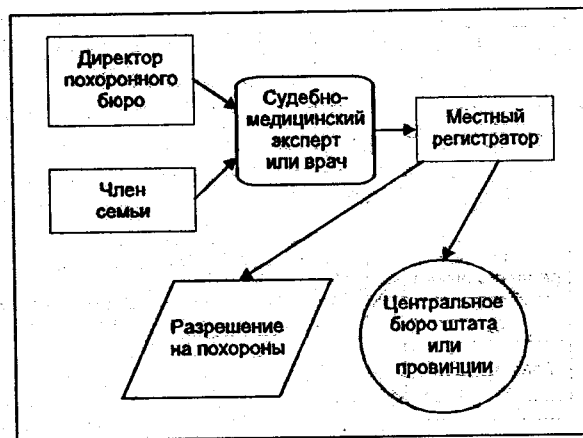 Директор
похоронного
бюро
Судебно-
медицинский
эксперт
или врач
Местный
регистратор
Член
семьи
Разрешение
на похороны
Центральное
бюро штата
или
провинции